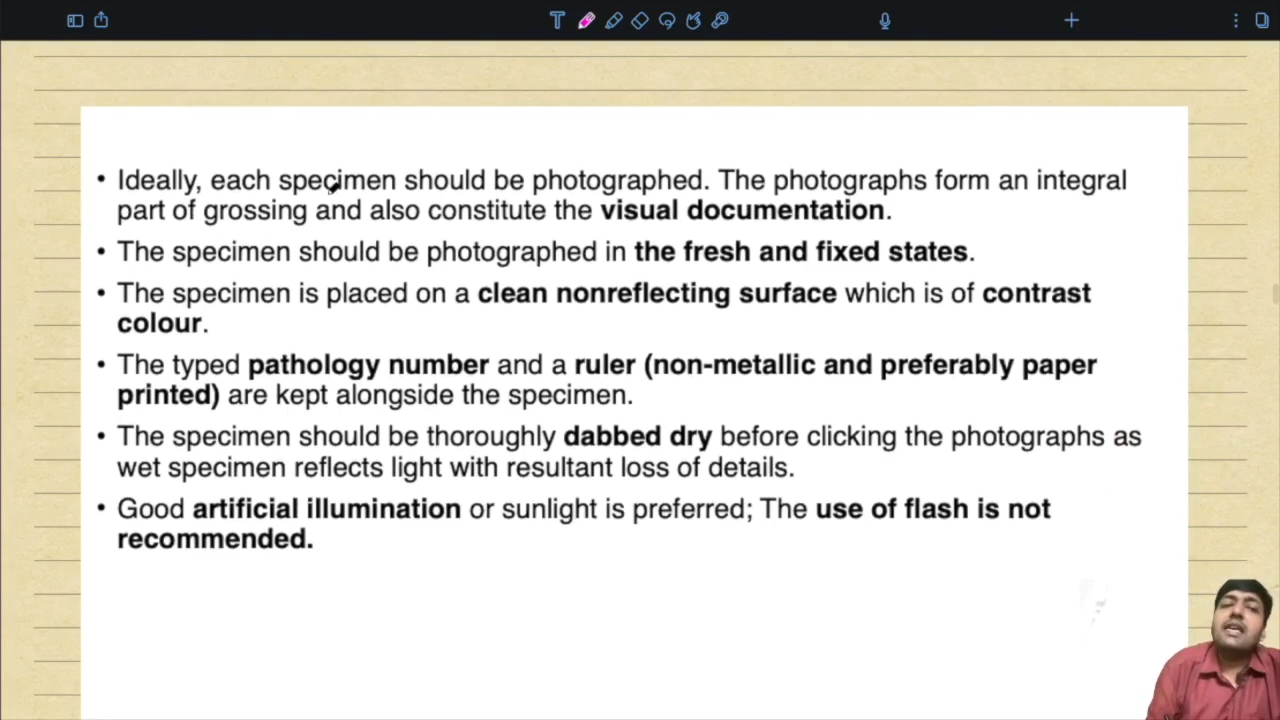 • Ideally, each specimen should be photographed. The photographs form an integral
part of grossing and also constitute the visual documentation.
• The specimen should be photographed in the fresh and fixed states.
• The specimen is placed on a clean nonreflecting surface which is of contrast
colour.
• The typed pathology number and a ruler (non-metallic and preferably paper
printed) are kept alongside the specimen.
• The specimen should be thoroughly dabbed dry before clicking the photographs as
wet specimen reflects light with resultant loss of details.
• Good artificial illumination or sunlight is preferred; The use of flash is not
recommended.